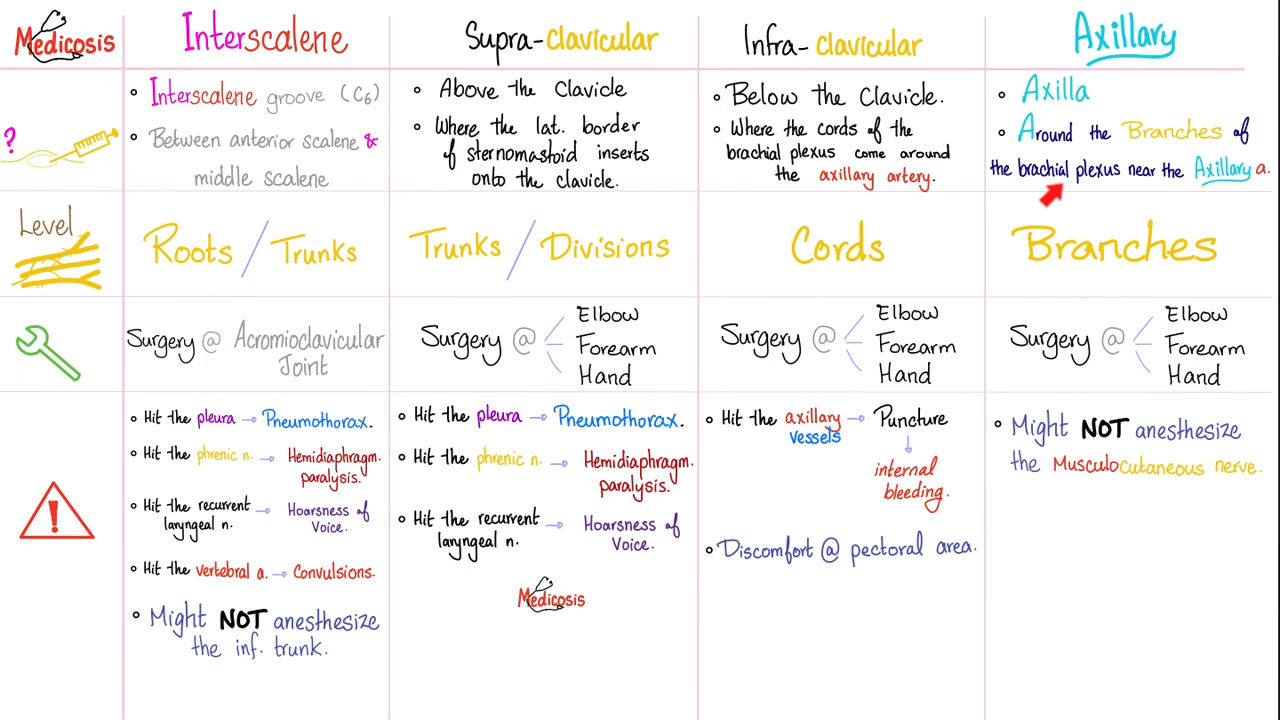 Medicosis
Interscalene
Supra-clavicular
Infra-clavicular
Axillary
?
Interscalene groove (C6)
Between anterior scalene &
middle scalene
Above the Clavicle
Where the lat. border
of sternomastoid inserts
onto the clavicle.
Below the Clavicle.
Where the cords of the
brachial plexus come around
the axillary artery.
Axilla
Around the Branches of
the brachial plexus near the Axillary a.
Level
Roots / Trunks
Trunks / Divisions
Cords
Branches
Surgery @ Acromioclavicular
Joint
Surgery @
Elbow
Forearm
Hand
Surgery @
Elbow
Forearm
Hand
Surgery @
Elbow
Forearm
Hand
!
Hit the pleura → Pneumothorax.
Hit the phrenic n. → Hemidiaphragm.
paralysis.
Hit the recurrent → Hoarsness of
laryngeal n. Voice.
Hit the vertebral a. → Convulsions.
Might NOT anesthesize
the inf. trunk.
Hit the pleura → Pneumothorax.
Hit the phrenic n. → Hemidiaphragm.
paralysis.
Hit the recurrent → Hoarsness of
laryngeal n. Voice.
Medicosis
Hit the axillary → Puncture
vessels ↓
internal
bleeding.
Discomfort @ pectoral area.
Might NOT anesthesize
the Musculocutaneous nerve.